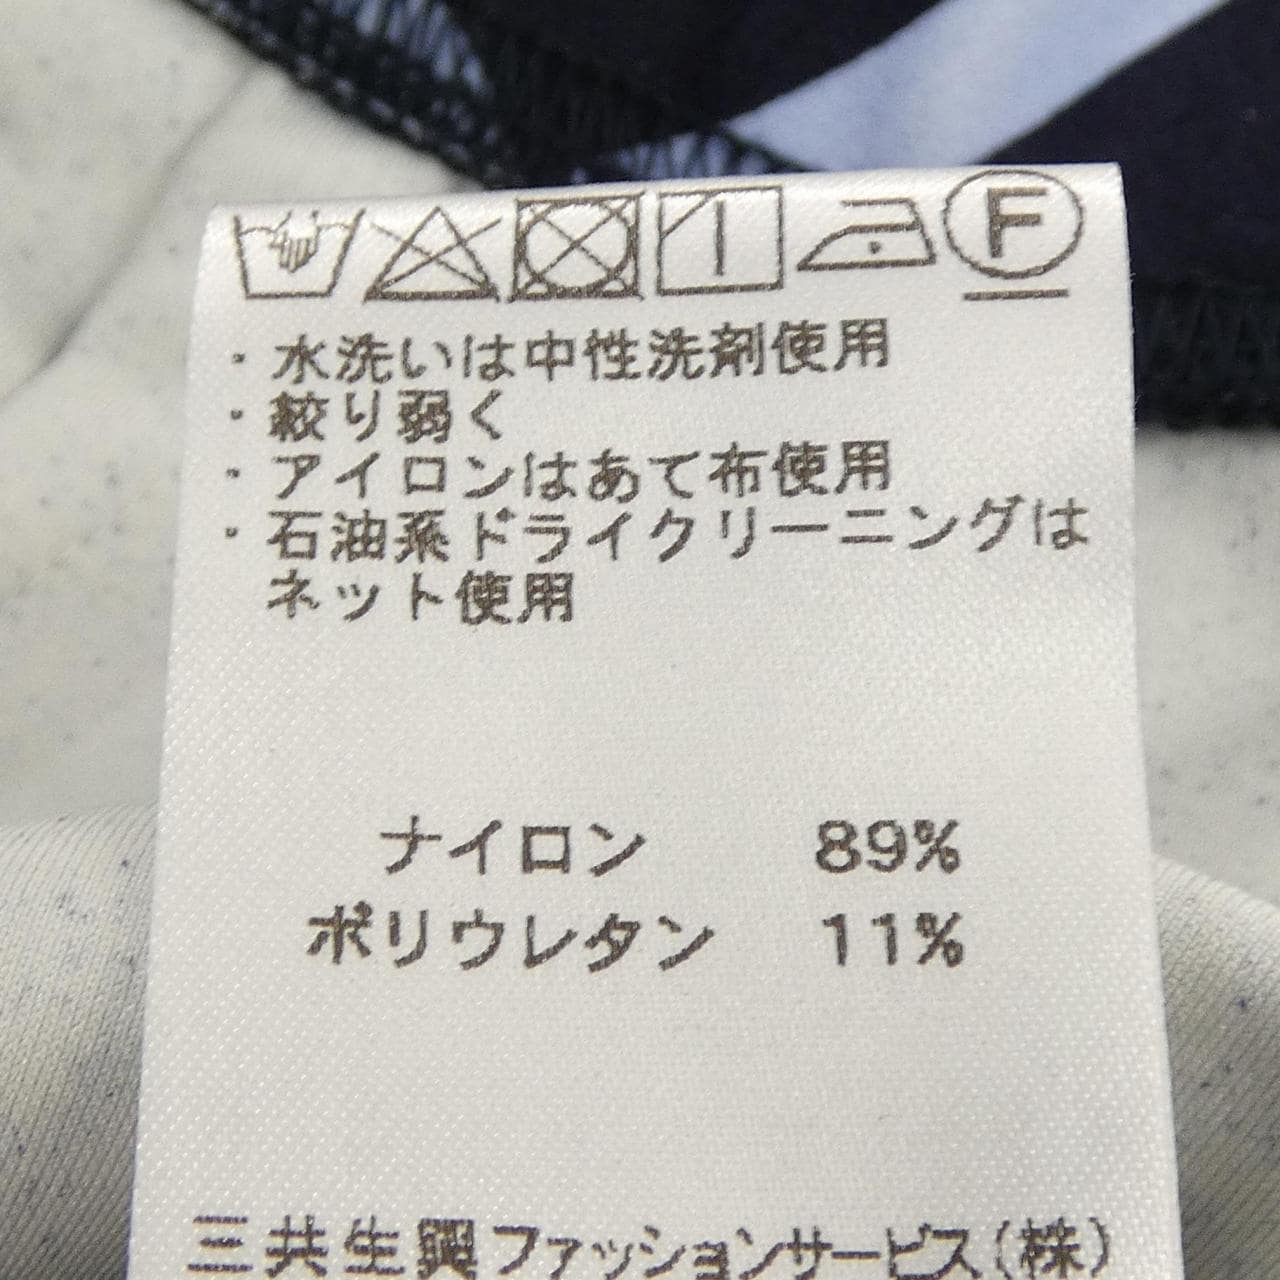 F
・水洗いは中性洗剤使用
・絞り弱く
・アイロンはあて布使用
・石油系ドライクリーニングは
ネット使用
ナイロン 89%
ポリウレタン 11%
三共生興ファッションサービス(株)